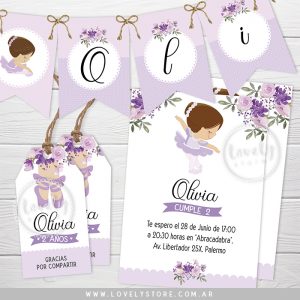 O l i
lovely
Olivia
2 AÑOS
GRACIAS
POR COMPARTIR
Olivia
CUMPLE 2
Te espero el 28 de Junio de 17.00
a 20:30 horas en "Abracadabra",
Av. Libertador 25X, Palermo
WWW.LOVELYSTORE.COM.AR